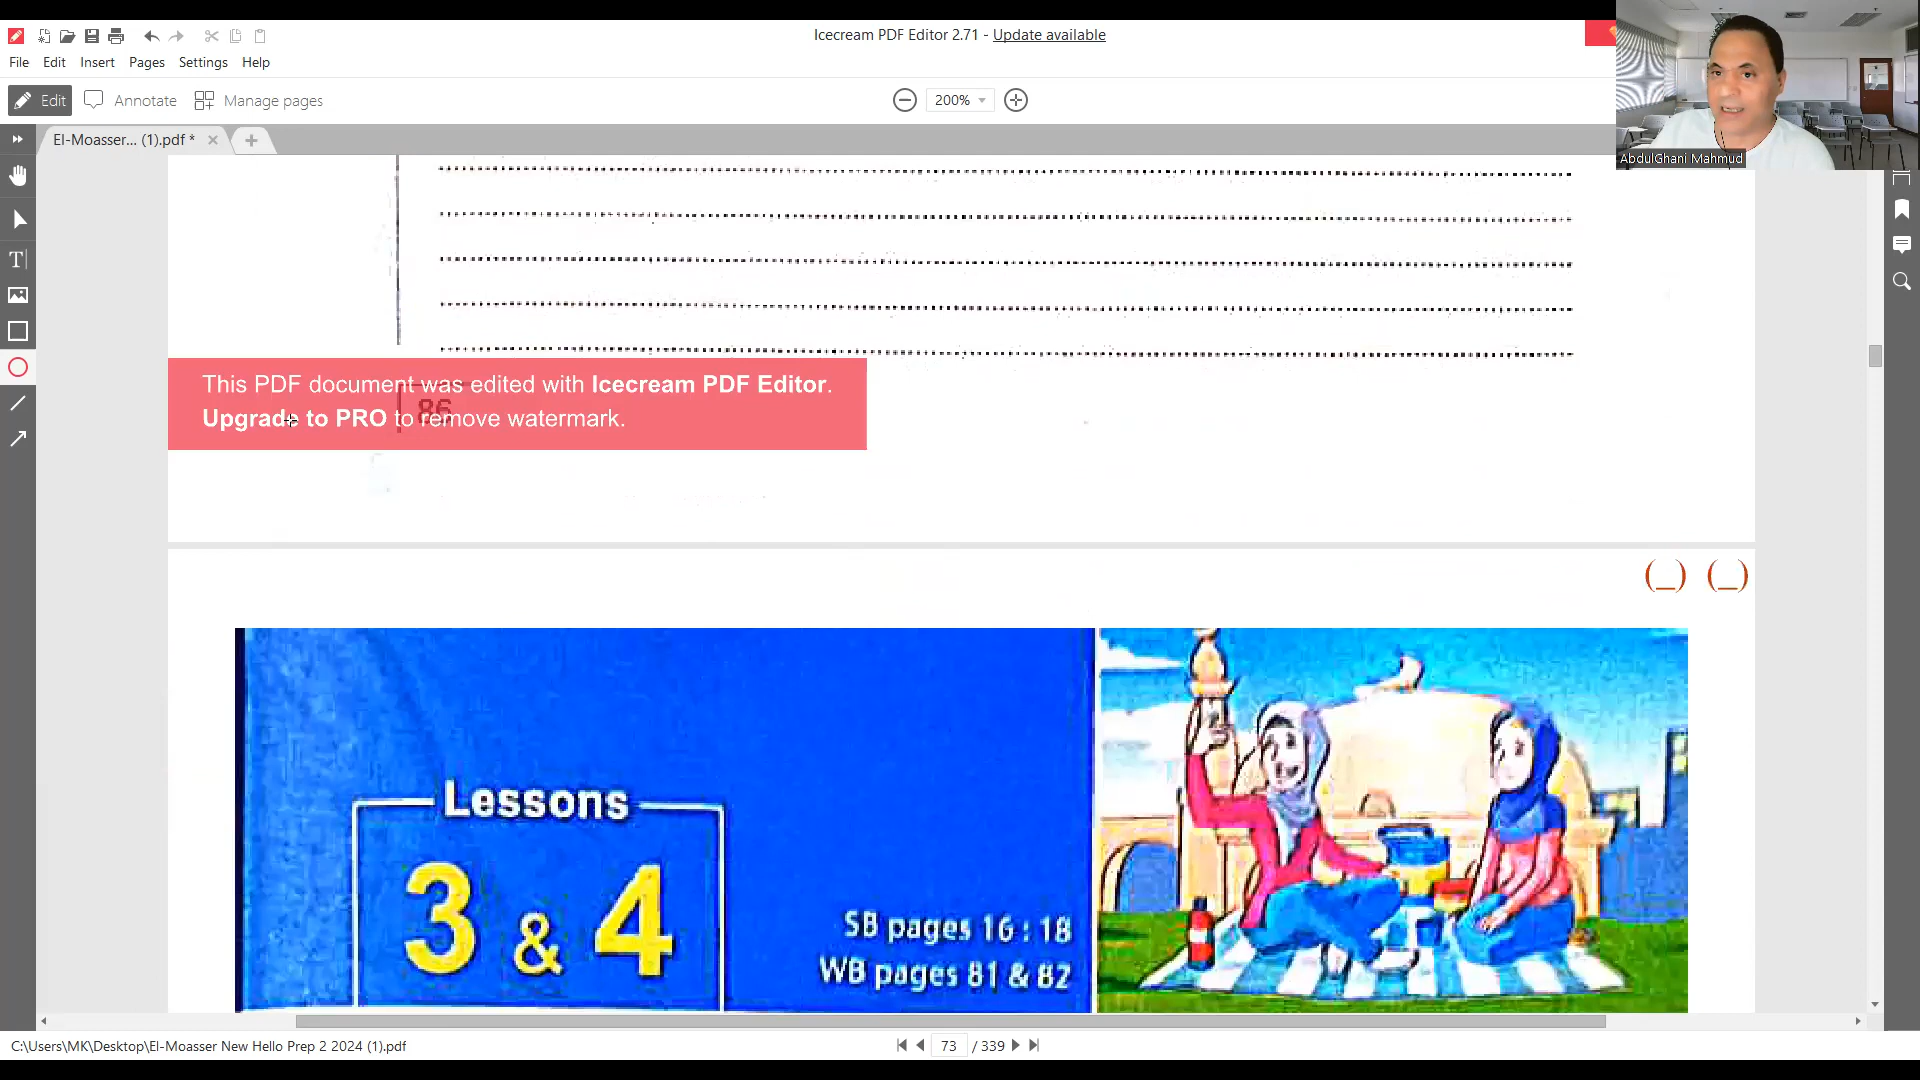 Icecream PDF Editor 2.71 - Update available
File Edit Insert Pages Settings Help
Edit Annotate Manage pages
200%
AbdulGhani Mahmud
El-Moasser... (1).pdf *
This PDF document was edited with Icecream PDF Editor.
Upgrade to PRO to remove watermark.
86
(_) (_)
Lessons
3 & 4
SB pages 16 : 18
WB pages 81 & 82
C:\Users\MK\Desktop\El-Moasser New Hello Prep 2 2024 (1).pdf
73 / 339